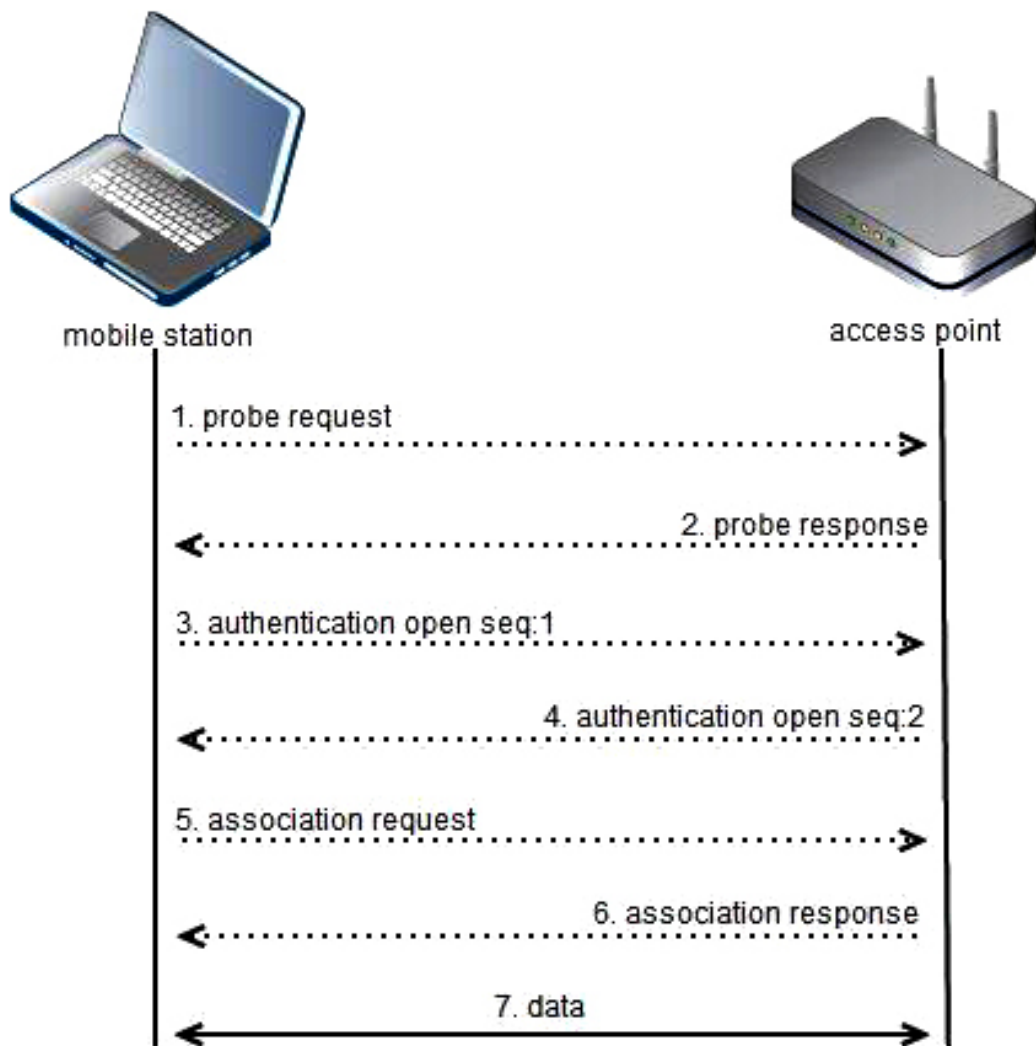 mobile station
access point
1. probe request
2. probe response
3. authentication open seq:1
4. authentication open seq:2
5. association request
6. association response
7. data